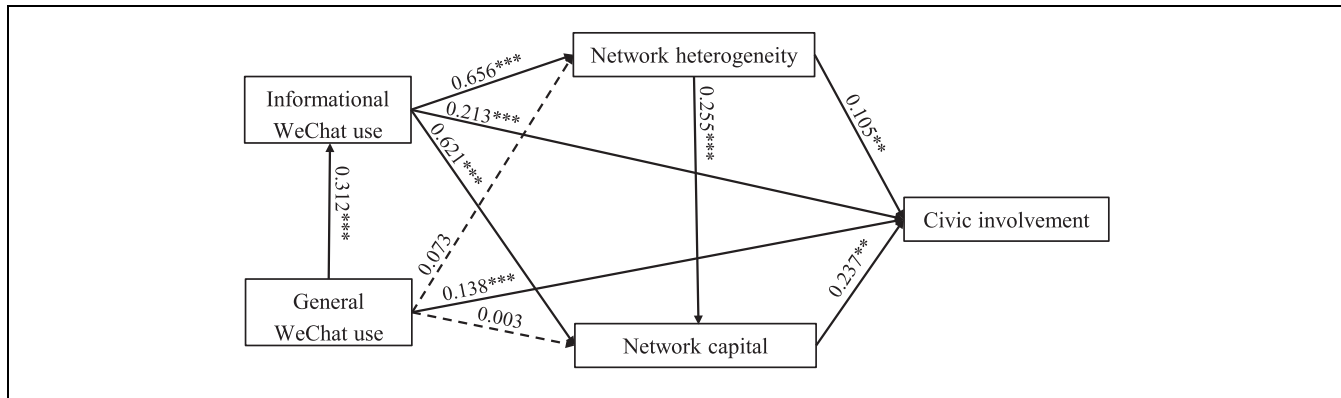 Network heterogeneity
0.656***
Informational
WeChat use
0.213***
0.255***
0.105**
0.621***
0.312***
Civic involvement
0.073
0.237**
General
WeChat use
0.138***
0.003
Network capital